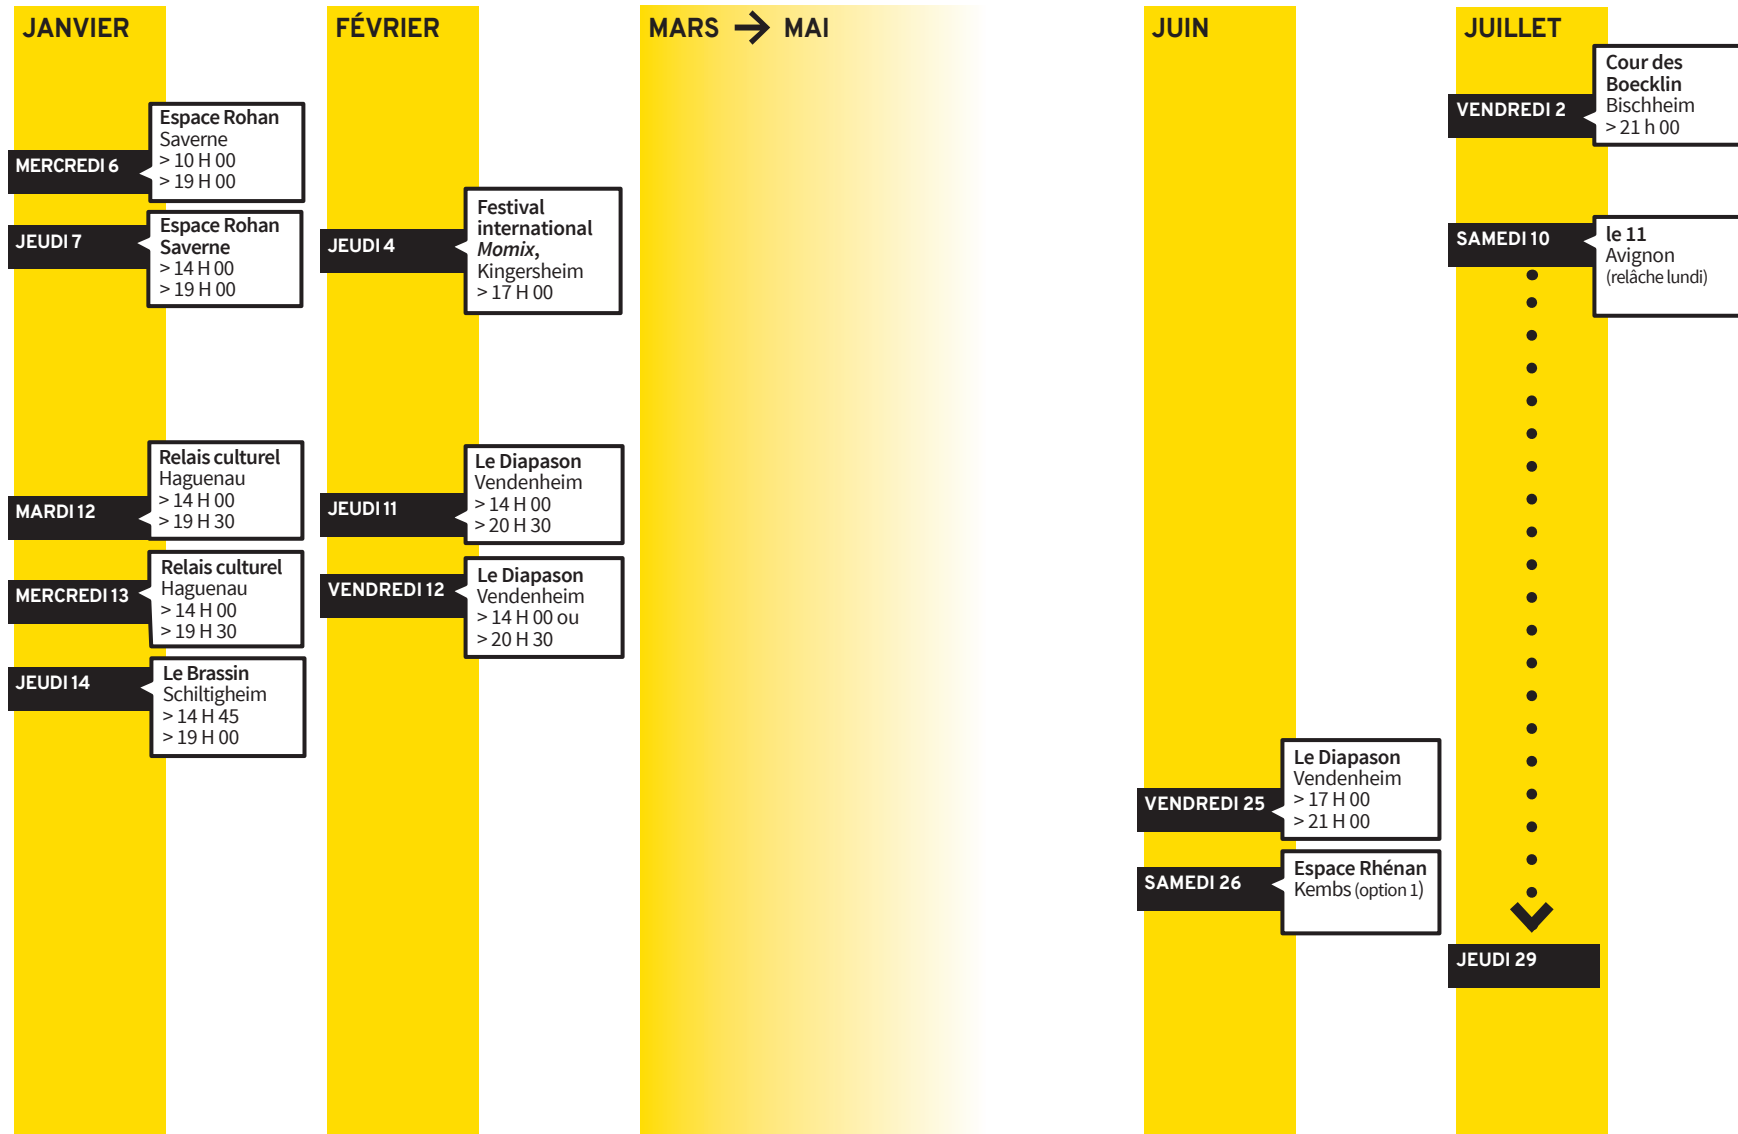 JANVIER
MERCREDI 6
Espace Rohan
Saverne
> 10 H 00
> 19 H 00
JEUDI 7
Espace Rohan
Saverne
> 14 H 00
> 19 H 00
MARDI 12
Relais culturel
Haguenau
> 14 H 00
> 19 H 30
MERCREDI 13
Relais culturel
Haguenau
> 14 H 00
> 19 H 30
JEUDI 14
Le Brassin
Schiltigheim
> 14 H 45
> 19 H 00
FÉVRIER
JEUDI 4
Festival
international
Momix,
Kingersheim
> 17 H 00
JEUDI 11
Le Diapason
Vendenheim
> 14 H 00
> 20 H 30
VENDREDI 12
Le Diapason
Vendenheim
> 14 H 00 ou
> 20 H 30
MARS → MAI
JUIN
VENDREDI 25
Le Diapason
Vendenheim
> 17 H 00
> 21 H 00
SAMEDI 26
Espace Rhénan
Kembs (option 1)
JUILLET
VENDREDI 2
Cour des
Boecklin
Bischheim
> 21 h 00
SAMEDI 10
le 11
Avignon
(relâche lundi)
JEUDI 29